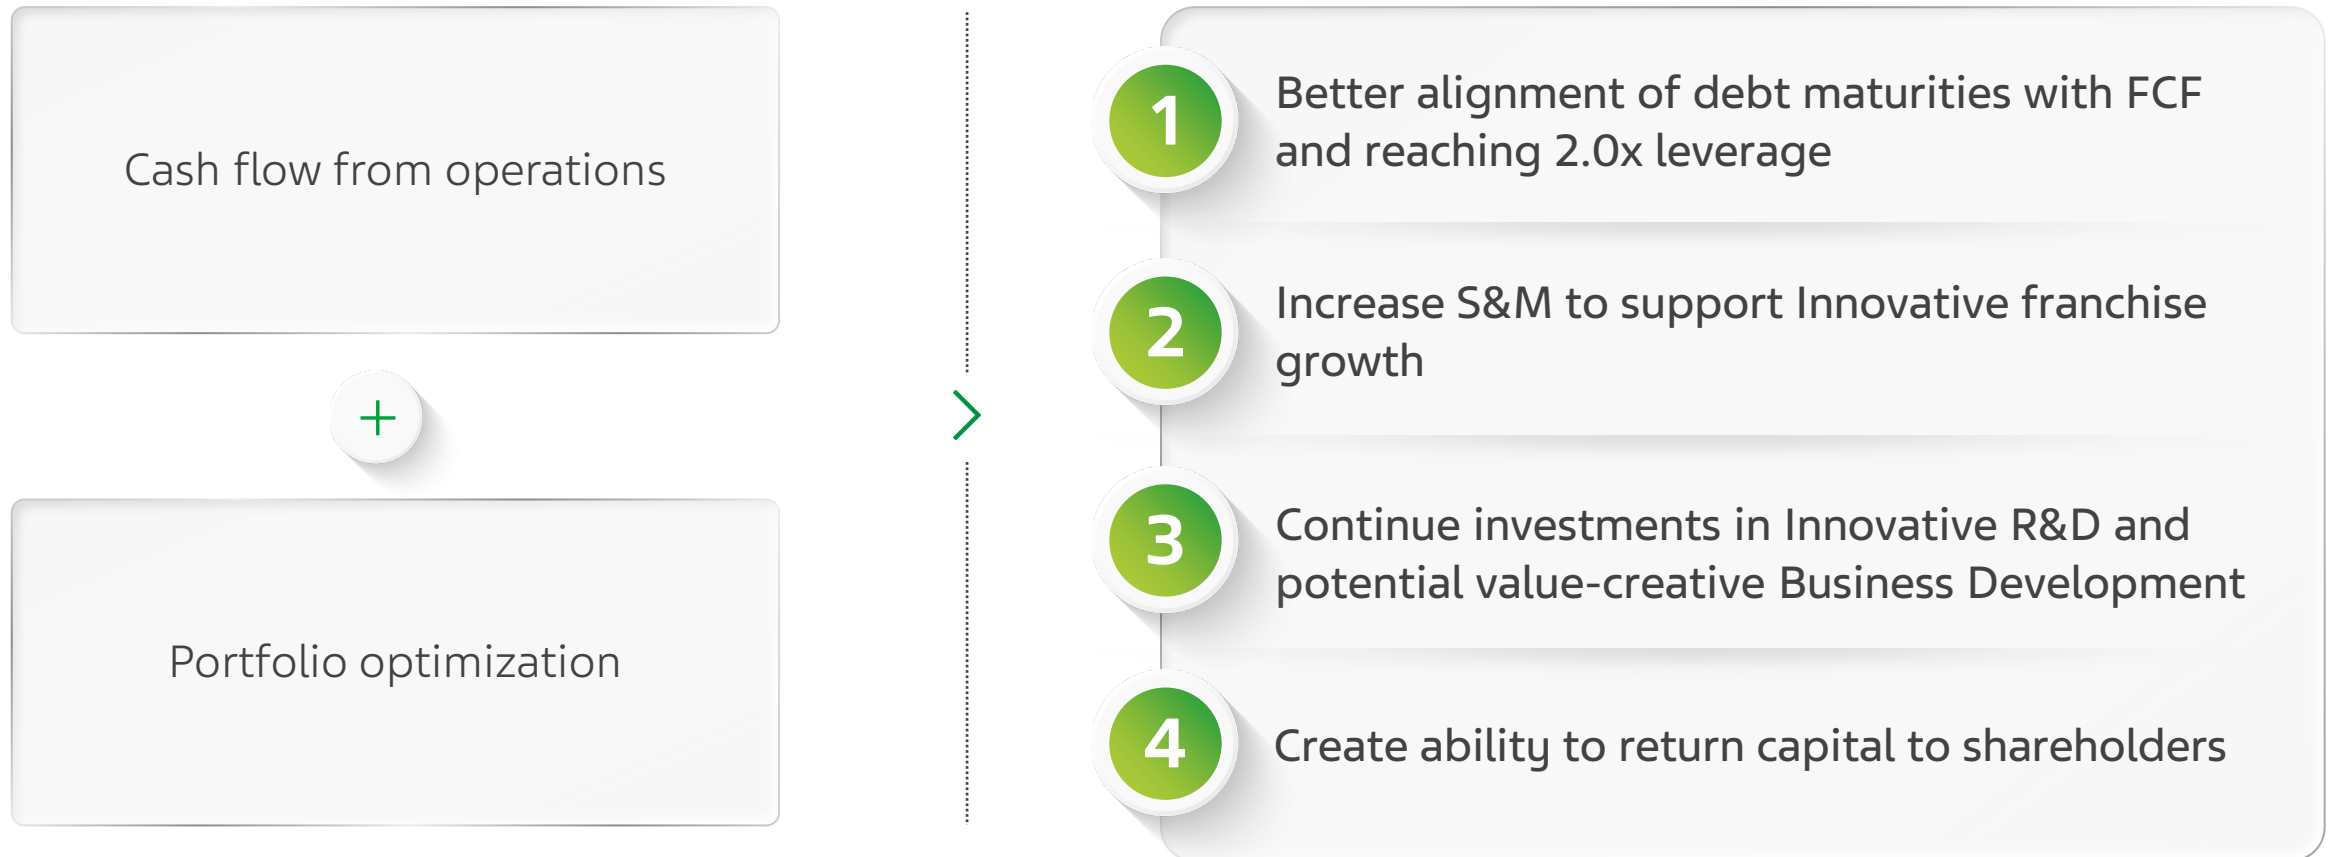 Cash flow from operations
+
Portfolio optimization
1
Better alignment of debt maturities with FCF
and reaching 2.0x leverage
2
Increase S&M to support Innovative franchise
growth
3
Continue investments in Innovative R&D and
potential value-creative Business Development
4
Create ability to return capital to shareholders